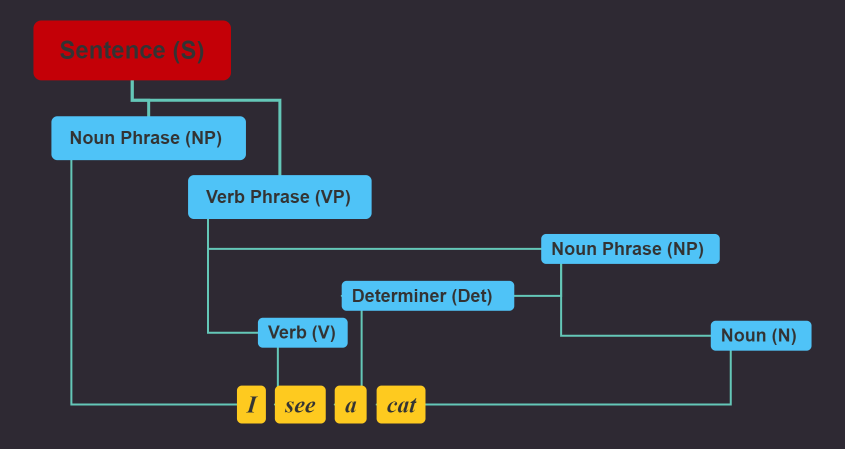 Sentence (S)
Noun Phrase (NP)
Verb Phrase (VP)
Noun Phrase (NP)
Determiner (Det)
Verb (V)
Noun (N)
I see a cat